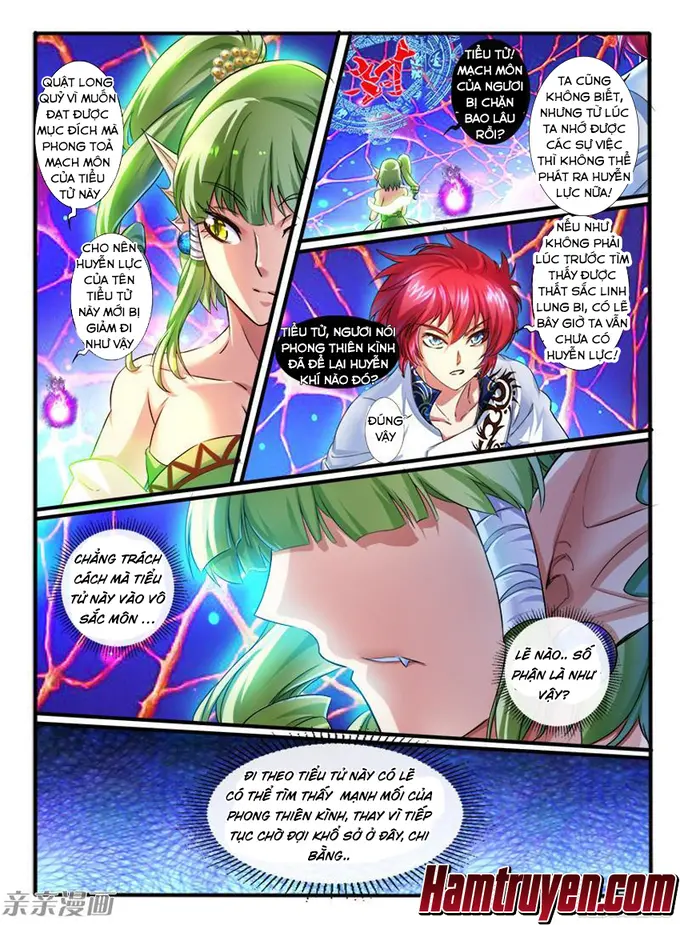 QUẬT LONG
QUỶ VÌ MUỐN
ĐẠT ĐƯỢC
MỤC ĐÍCH MÀ
PHONG TOẢ
MẠCH MÔN
CỦA TIỂU
TỬ NÀY
CHO NÊN
HUYỄN LỰC
CỦA TÊN
TIỂU TỬ
NÀY MỚI BỊ
GIẢM ĐI
NHƯ VẬY
TIỂU TỬ!
MẠCH MÔN
CỦA NGƯƠI
BỊ CHẶN
BAO LÂU
RỒI?
TA CŨNG
KHÔNG BIẾT,
NHƯNG TỪ LÚC
TA NHỚ ĐƯỢC
CÁC SỰ VIỆC
THÌ KHÔNG THỂ
PHÁT RA HUYỄN
LỰC NỮA!
NẾU NHƯ
KHÔNG PHẢI
LÚC TRƯỚC TÌM
THẤY ĐƯỢC
THẤT SẮC LINH
LUNG BI, CÓ LẼ
BÂY GIỜ TA VẪN
CHƯA CÓ
HUYỄN LỰC!
TIỂU TỬ, NGƯƠI NÓI
PHONG THIÊN KÌNH
ĐÃ ĐỂ LẠI HUYỄN
KHÍ NÀO ĐÓ?
ĐÚNG
VẬY
CHẲNG TRÁCH
CÁCH MÀ TIỂU
TỬ NÀY VÀO VÔ
SẮC MÔN ...
LẼ NÀO.. SỐ
PHẬN LÀ NHƯ
VẬY?
ĐI THEO TIỂU TỬ NÀY CÓ LẼ
CÓ THỂ TÌM THẤY MẠNH MỐI CỦA
PHONG THIÊN KÌNH, THAY VÌ TIẾP
TỤC CHỜ ĐỢI KHỔ SỞ Ở ĐÂY, CHI
BẰNG..
亲亲漫画
Hamtruyen.com